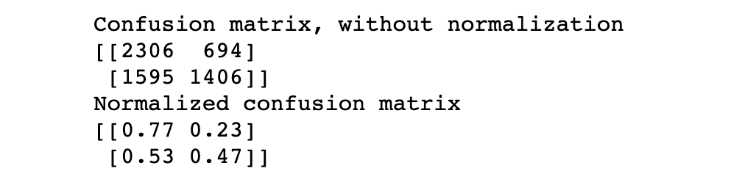 Confusion matrix, without normalization
[[2306  694]
 [1595 1406]]
Normalized confusion matrix
[[0.77 0.23]
 [0.53 0.47]]